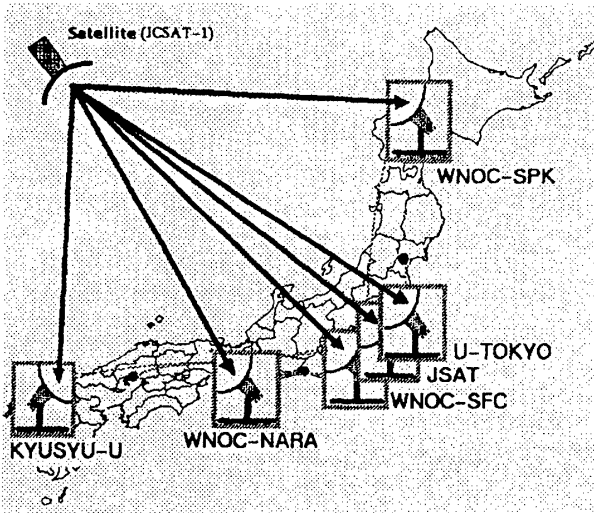 Satellite (JCSAT-1)
WNOC-SPK
U-TOKYO
JSAT
WNOC-SFC
WNOC-NARA
KYUSYU-U